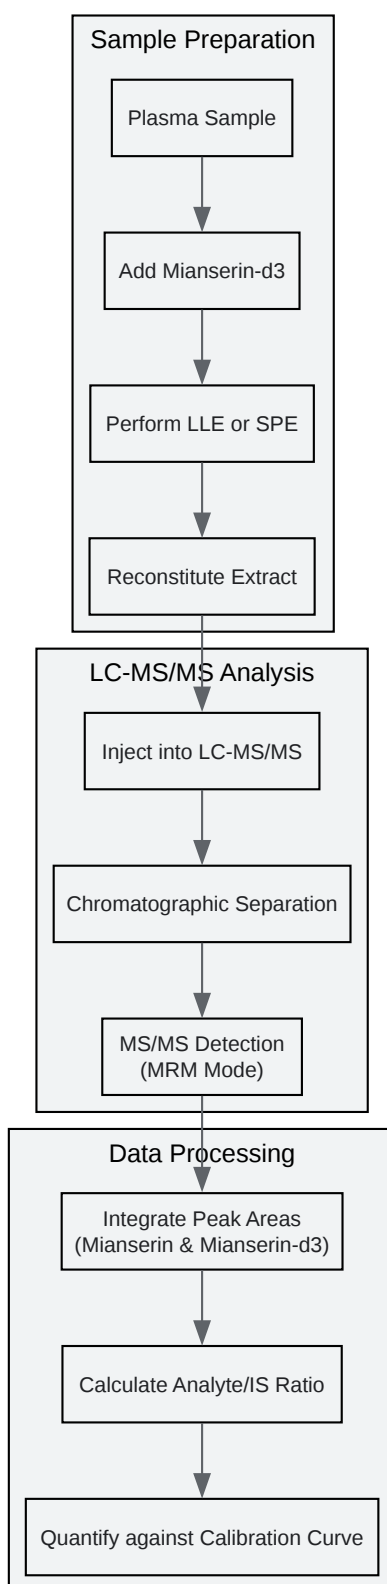 Sample Preparation
Plasma Sample
Add Mianserin-d3
Perform LLE or SPE
Reconstitute Extract
LC-MS/MS Analysis
Inject into LC-MS/MS
Chromatographic Separation
MS/MS Detection
(MRM Mode)
Data Processing
Integrate Peak Areas
(Mianserin & Mianserin-d3)
Calculate Analyte/IS Ratio
Quantify against Calibration Curve